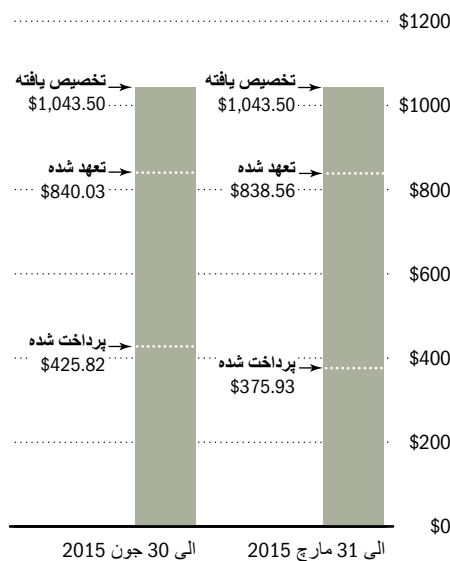 $1200
$1000
$800
$600
$400
$200
$0
تخصیص یافته
$1,043.50
تعهد شده
$838.56
پرداخت شده
$375.93
الی 31 مارچ 2015
تخصیص یافته
$1,043.50
تعهد شده
$840.03
پرداخت شده
$425.82
الی 30 جون 2015